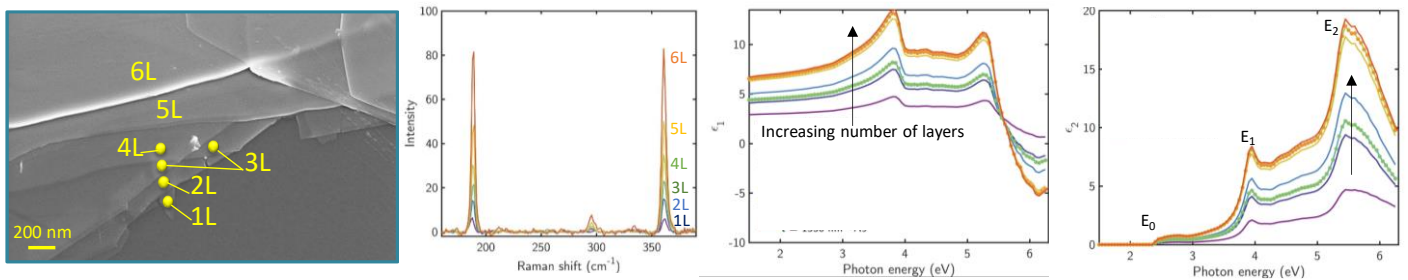 6L
5L
4L
3L
2L
1L
200 nm
100
80
60
40
20
0
Intensity
200
300
350
Raman shift (cm⁻¹)
6L
5L
4L
3L
2L
1L
10
5
0
-5
-10
ϵ₁
Increasing number of layers
2
3
4
5
6
Photon energy (eV)
20
15
10
5
0
ϵ₂
E₀
E₁
E₂
2
3
4
5
6
Photon energy (eV)